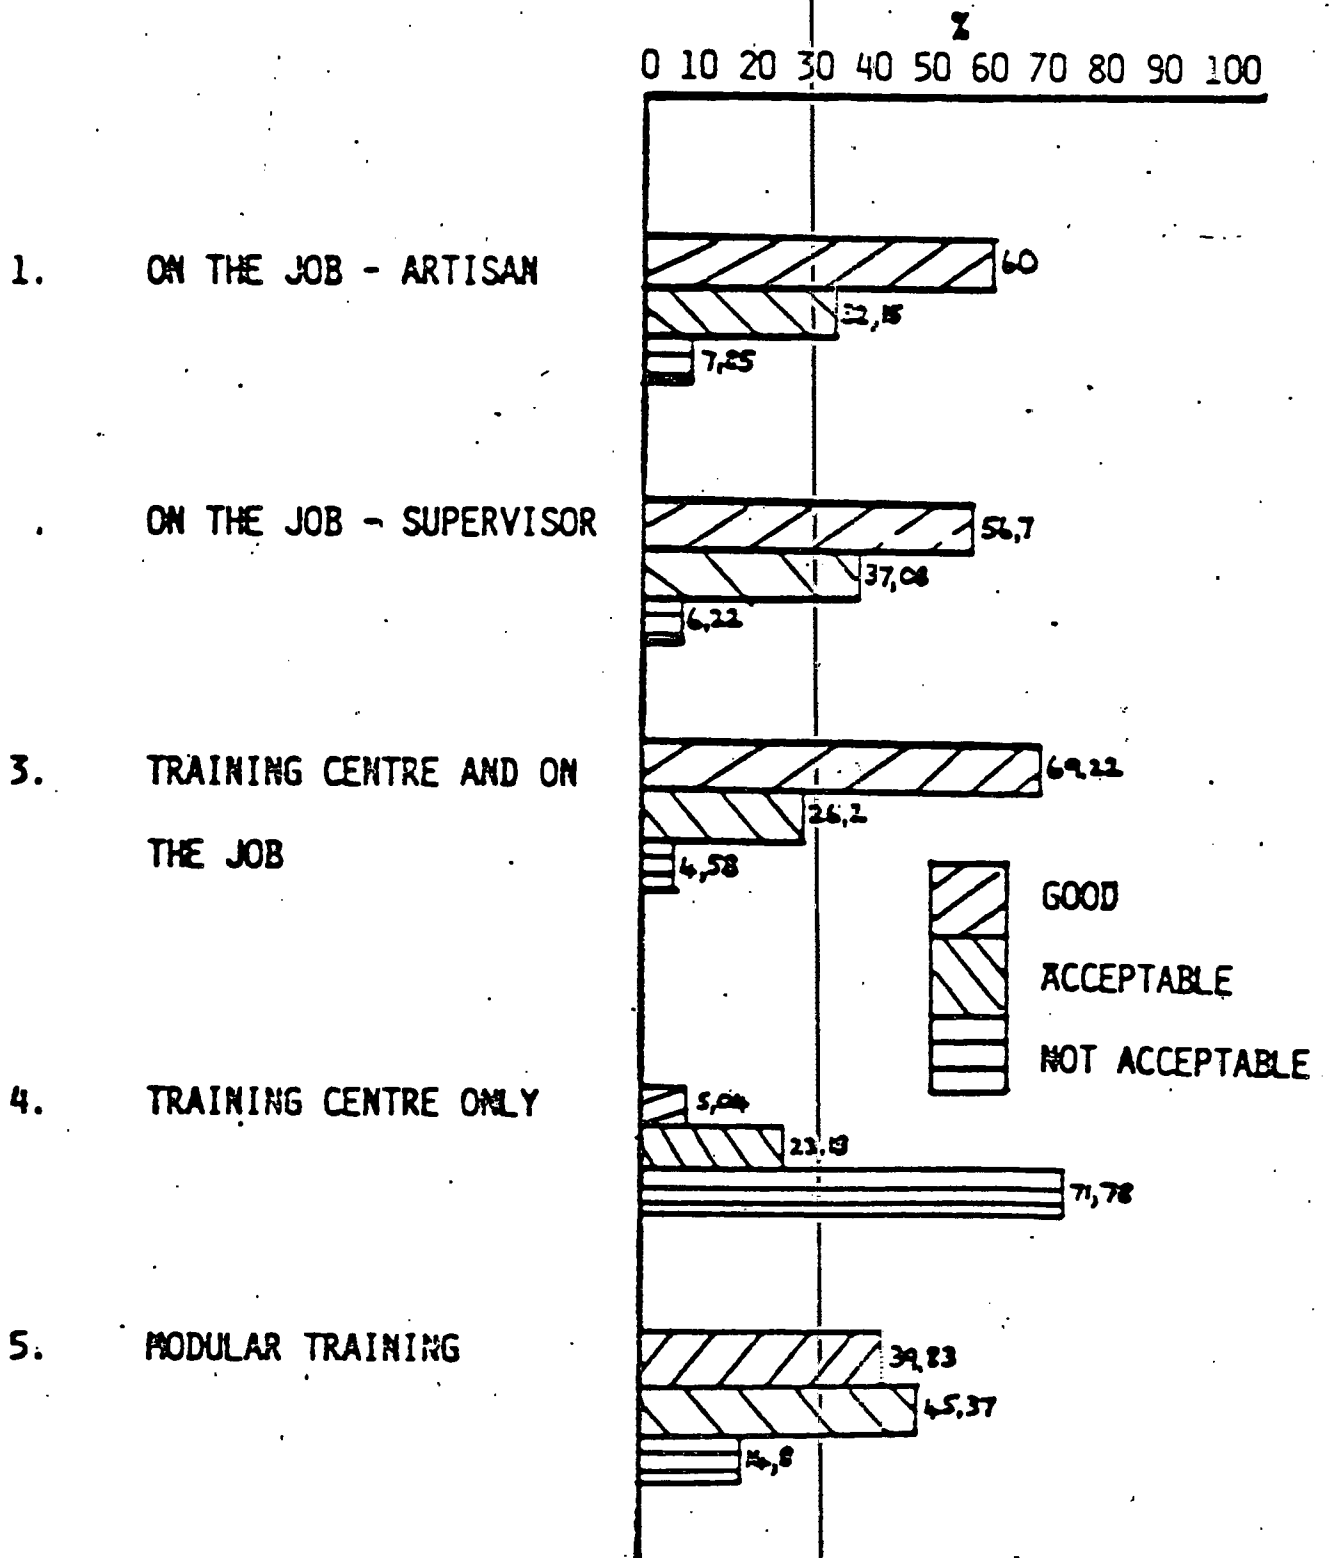 %
0 10 20 30 40 50 60 70 80 90 100
1. ON THE JOB - ARTISAN
60
7,25
. ON THE JOB - SUPERVISOR
56,7
37,08
6,22
3. TRAINING CENTRE AND ON
THE JOB
69,22
26,2
4,58
GOOD
ACCEPTABLE
NOT ACCEPTABLE
4. TRAINING CENTRE ONLY
5,04
71,78
5. MODULAR TRAINING
39,83
45,37